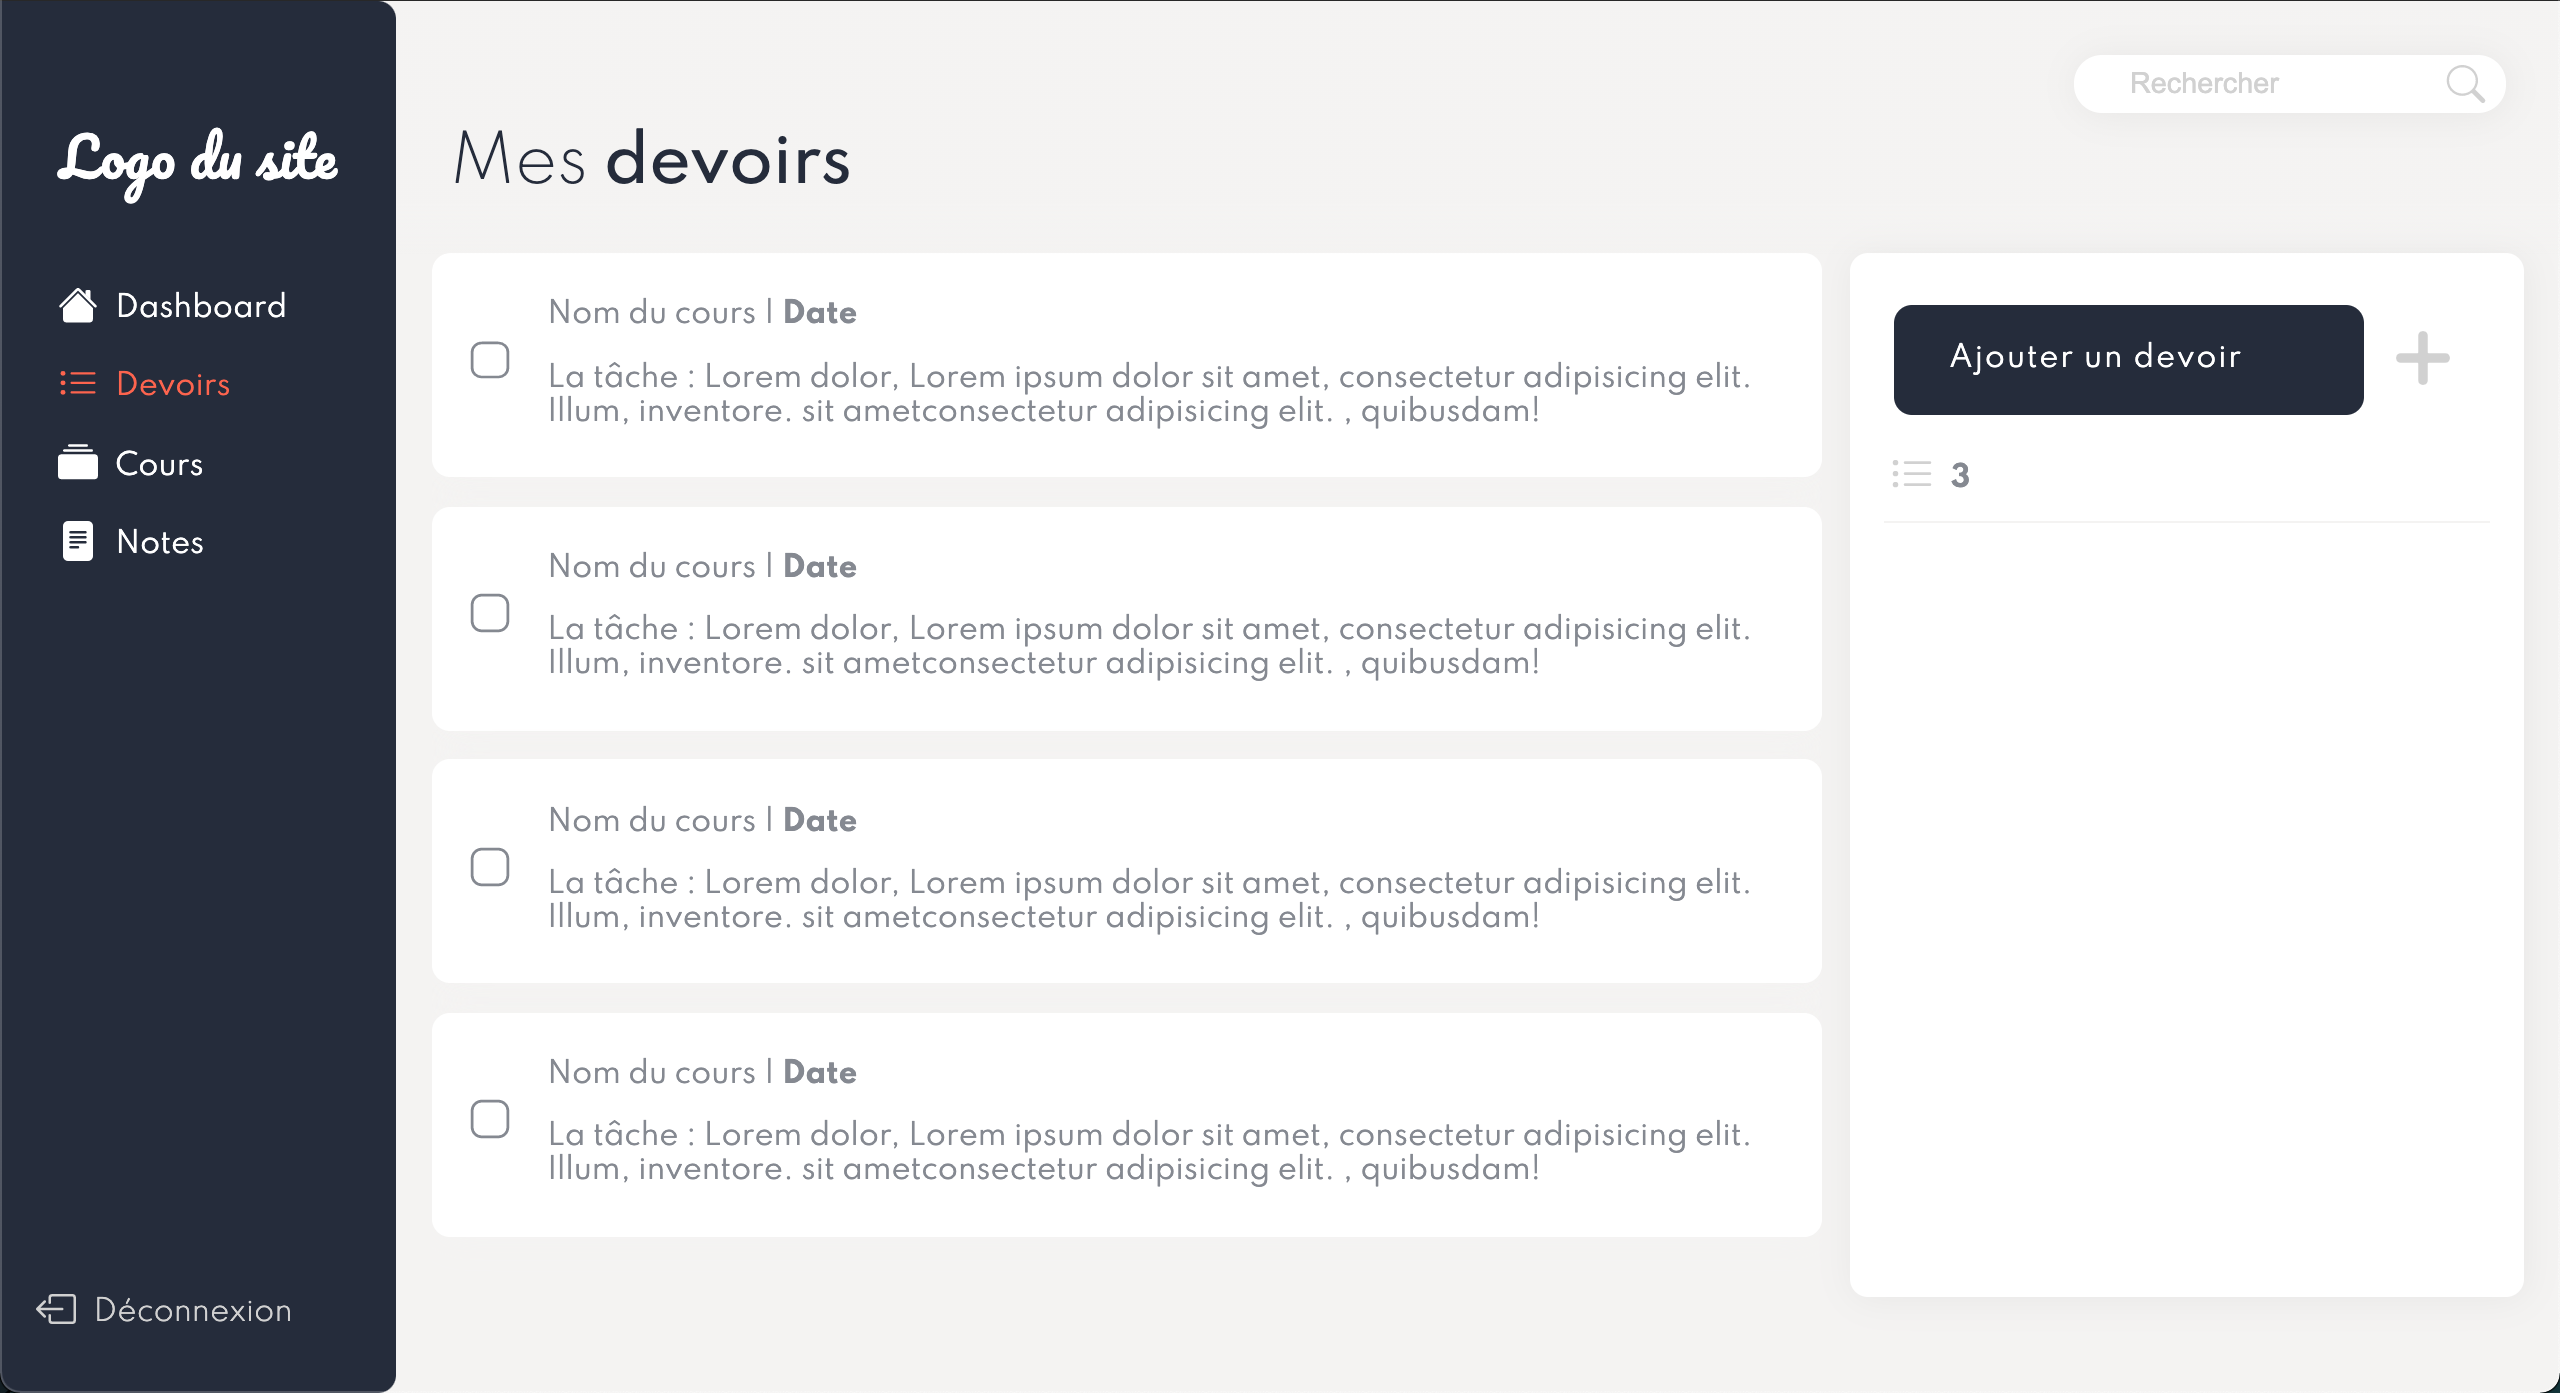 Logo du site
Dashboard
Devoirs
Cours
Notes
Déconnexion
Rechercher
Mes devoirs
Nom du cours | Date
La tâche : Lorem dolor, Lorem ipsum dolor sit amet, consectetur adipisicing elit.
Illum, inventore. sit ametconsectetur adipisicing elit. , quibusdam!
Nom du cours | Date
La tâche : Lorem dolor, Lorem ipsum dolor sit amet, consectetur adipisicing elit.
Illum, inventore. sit ametconsectetur adipisicing elit. , quibusdam!
Nom du cours | Date
La tâche : Lorem dolor, Lorem ipsum dolor sit amet, consectetur adipisicing elit.
Illum, inventore. sit ametconsectetur adipisicing elit. , quibusdam!
Nom du cours | Date
La tâche : Lorem dolor, Lorem ipsum dolor sit amet, consectetur adipisicing elit.
Illum, inventore. sit ametconsectetur adipisicing elit. , quibusdam!
Ajouter un devoir
3